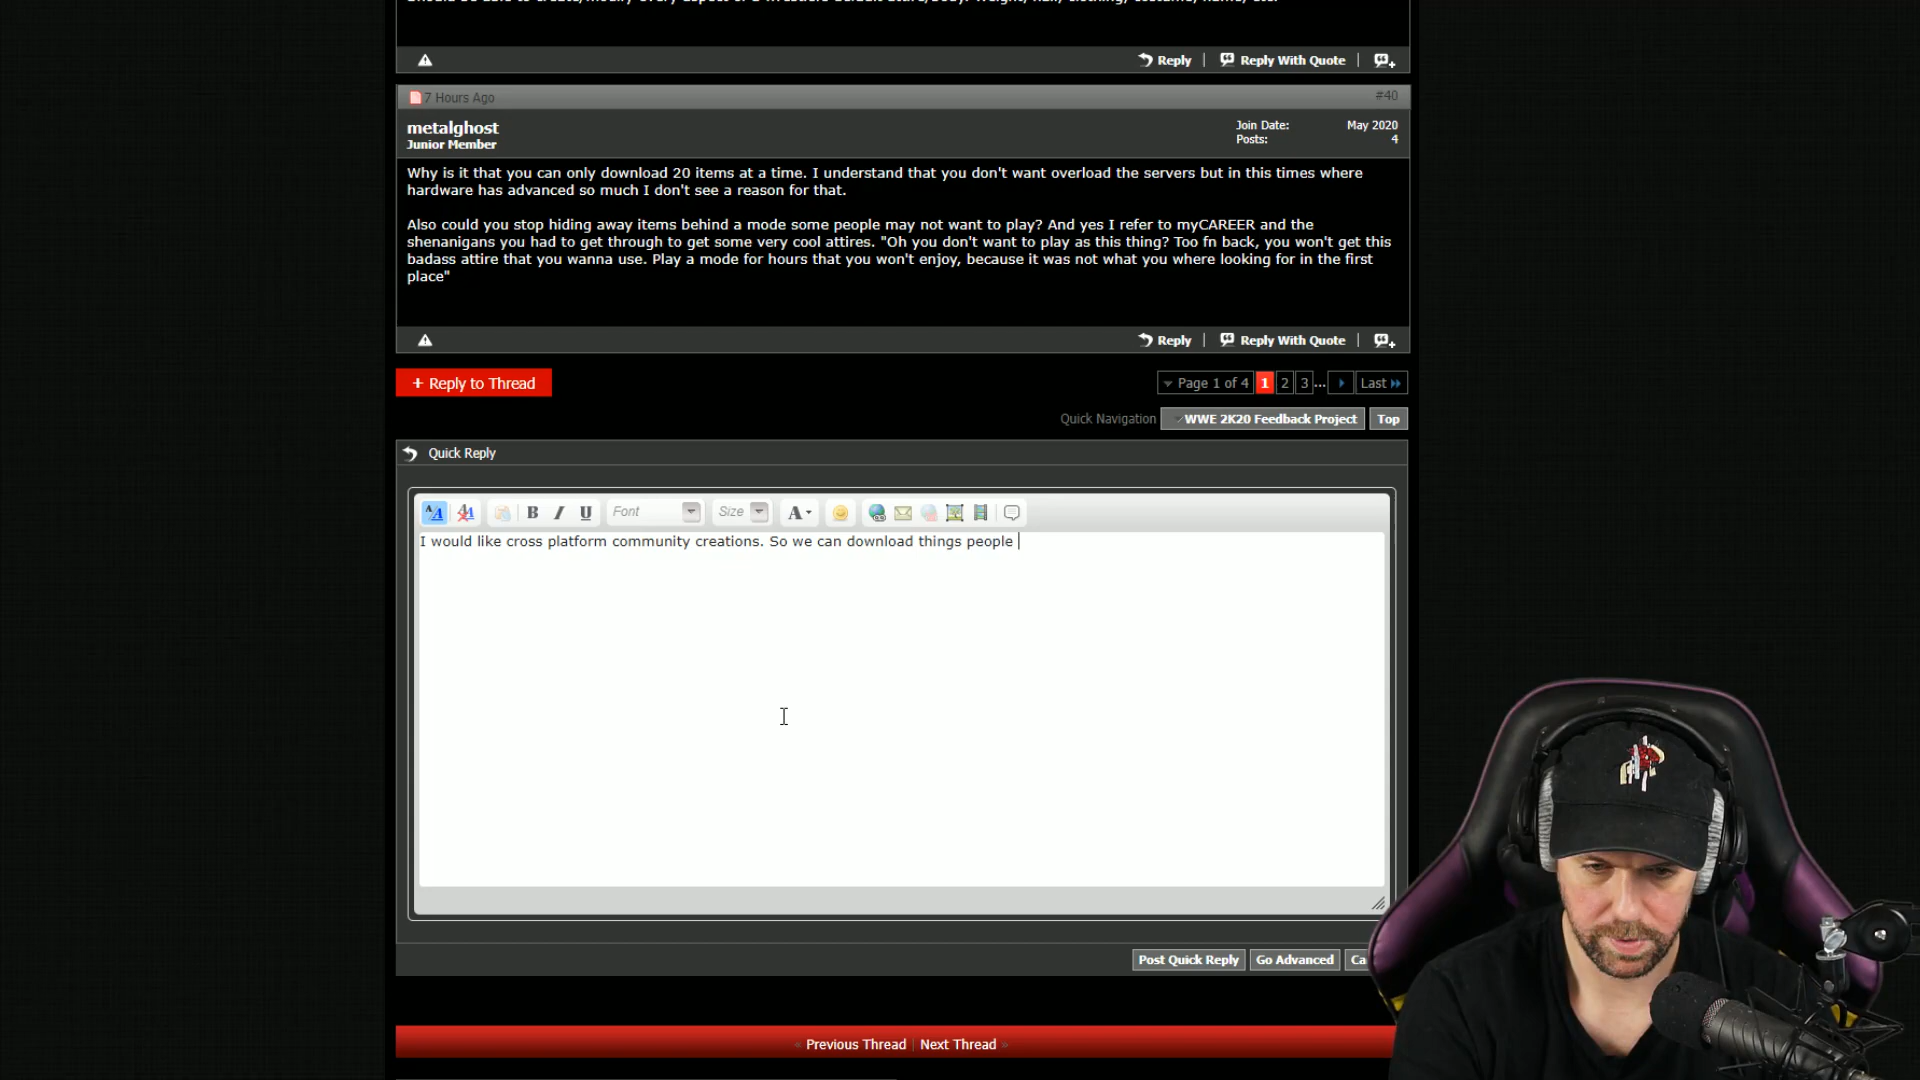 Reply | Reply With Quote |
7 Hours Ago
#40
metalghost
Junior Member
Join Date: May 2020
Posts: 4
Why is it that you can only download 20 items at a time. I understand that you don't want overload the servers but in this times where
hardware has advanced so much I don't see a reason for that.
Also could you stop hiding away items behind a mode some people may not want to play? And yes I refer to myCAREER and the
shenanigans you had to get through to get some very cool attires. "Oh you don't want to play as this thing? Too fn back, you won't get this
badass attire that you wanna use. Play a mode for hours that you won't enjoy, because it was not what you where looking for in the first
place"
Reply | Reply With Quote |
+ Reply to Thread
Page 1 of 4 1 2 3 ... Last
Quick Navigation WWE 2K20 Feedback Project Top
Quick Reply
Font Size
I would like cross platform community creations. So we can download things people
Post Quick Reply Go Advanced Ca
« Previous Thread | Next Thread »